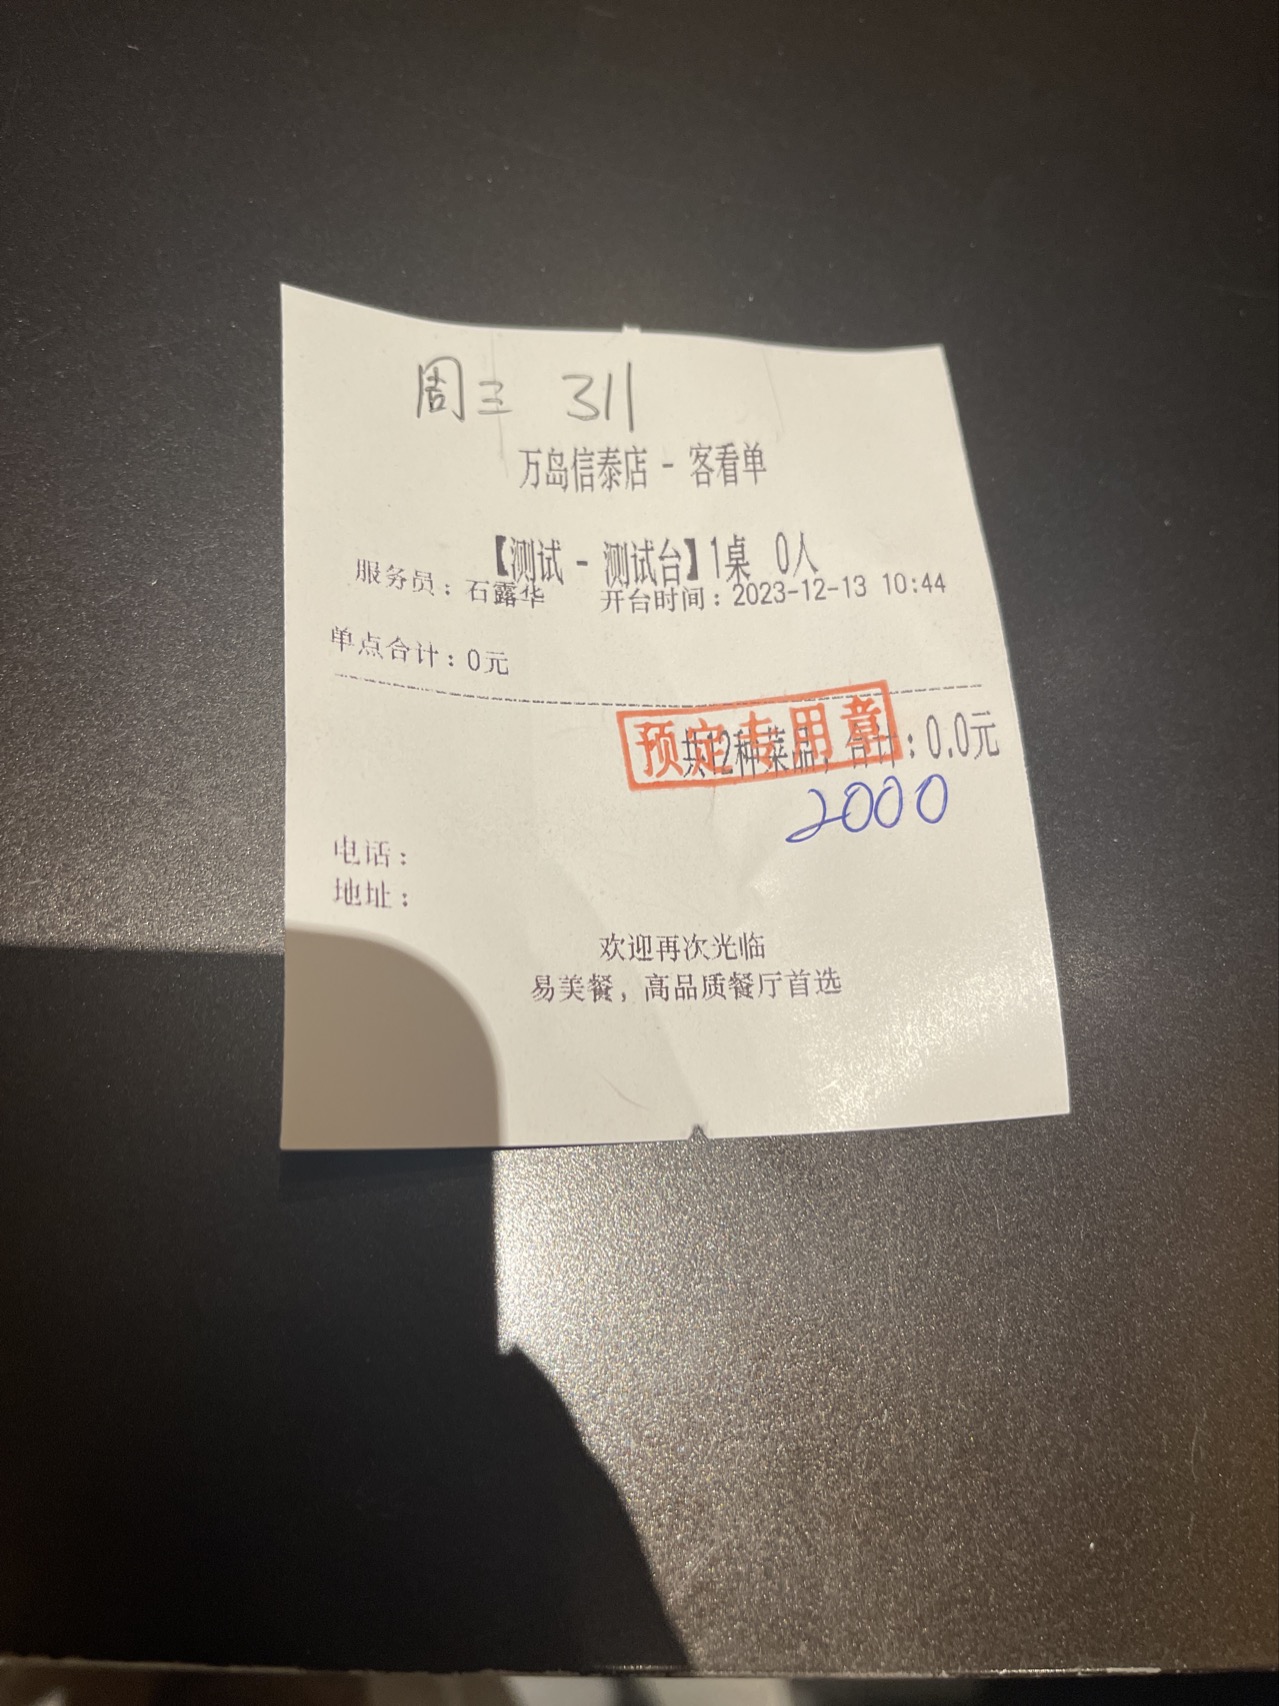 周三 311
万岛信泰店 - 客看单
【测试 - 测试台】1桌 0人
服务员：石露华 开台时间：2023-12-13 10:44
单点合计：0元
预定专用章
共12种菜品，合计：0.0元
2000
电话：
地址：
欢迎再次光临
易美餐，高品质餐厅首选